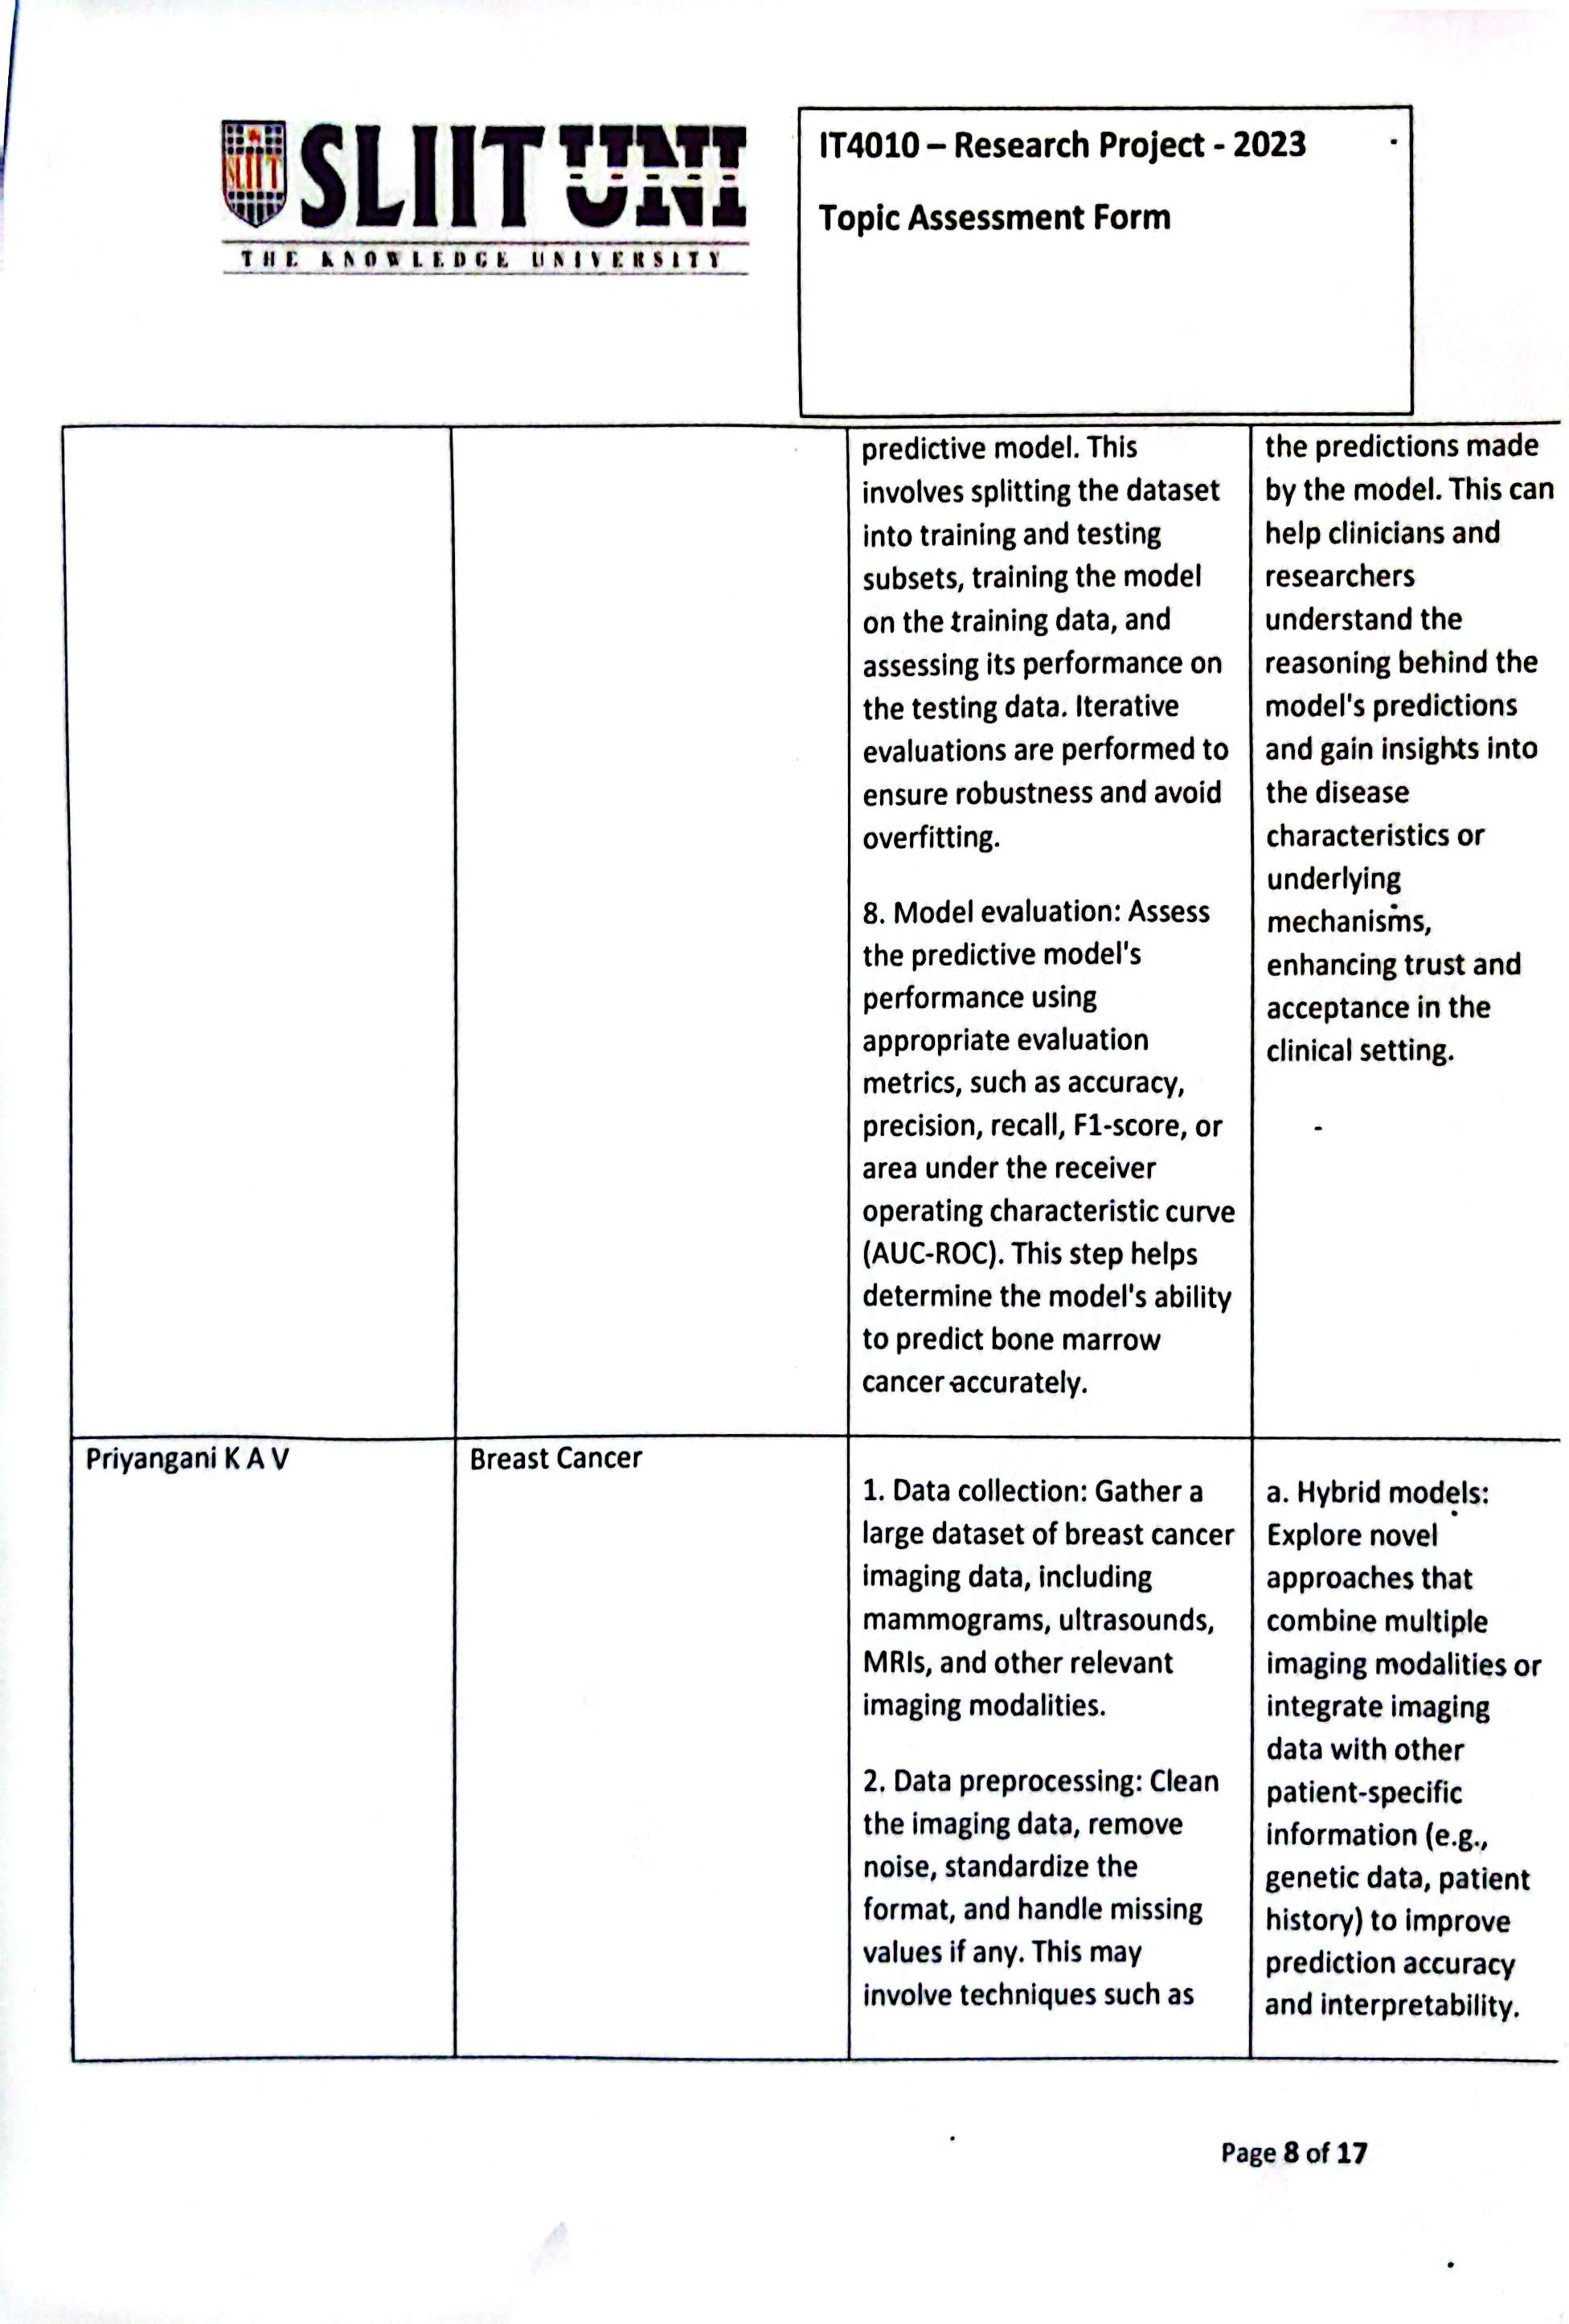 SLIIT
SLIIT UNI
THE KNOWLEDGE UNIVERSITY
IT4010 – Research Project - 2023
Topic Assessment Form
predictive model. This
involves splitting the dataset
into training and testing
subsets, training the model
on the training data, and
assessing its performance on
the testing data. Iterative
evaluations are performed to
ensure robustness and avoid
overfitting.
8. Model evaluation: Assess
the predictive model's
performance using
appropriate evaluation
metrics, such as accuracy,
precision, recall, F1-score, or
area under the receiver
operating characteristic curve
(AUC-ROC). This step helps
determine the model's ability
to predict bone marrow
cancer accurately.
the predictions made
by the model. This can
help clinicians and
researchers
understand the
reasoning behind the
model's predictions
and gain insights into
the disease
characteristics or
underlying
mechanisms,
enhancing trust and
acceptance in the
clinical setting.
Priyangani K A V
Breast Cancer
1. Data collection: Gather a
large dataset of breast cancer
imaging data, including
mammograms, ultrasounds,
MRIs, and other relevant
imaging modalities.
2. Data preprocessing: Clean
the imaging data, remove
noise, standardize the
format, and handle missing
values if any. This may
involve techniques such as
a. Hybrid models:
Explore novel
approaches that
combine multiple
imaging modalities or
integrate imaging
data with other
patient-specific
information (e.g.,
genetic data, patient
history) to improve
prediction accuracy
and interpretability.
Page 8 of 17